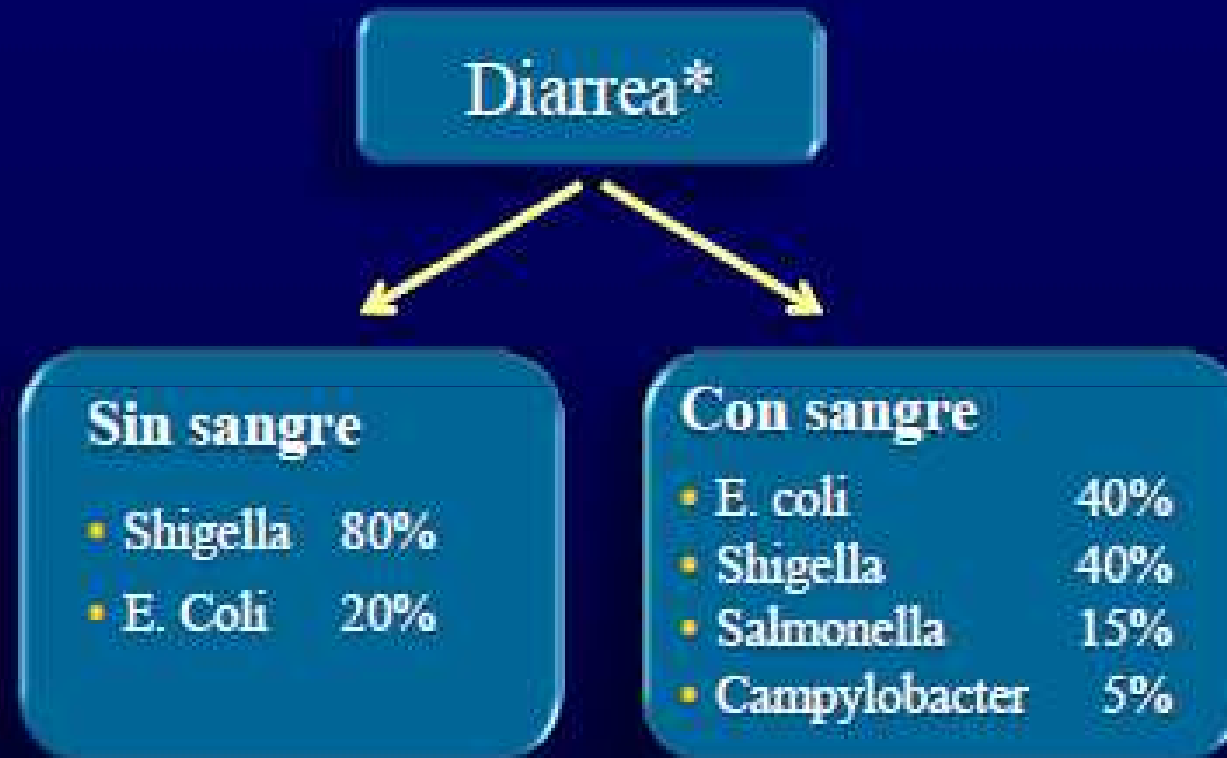 Diarrea*
Sin sangre
• Shigella 80%
• E. Coli 20%
Con sangre
• E. coli 40%
• Shigella 40%
• Salmonella 15%
• Campylobacter 5%